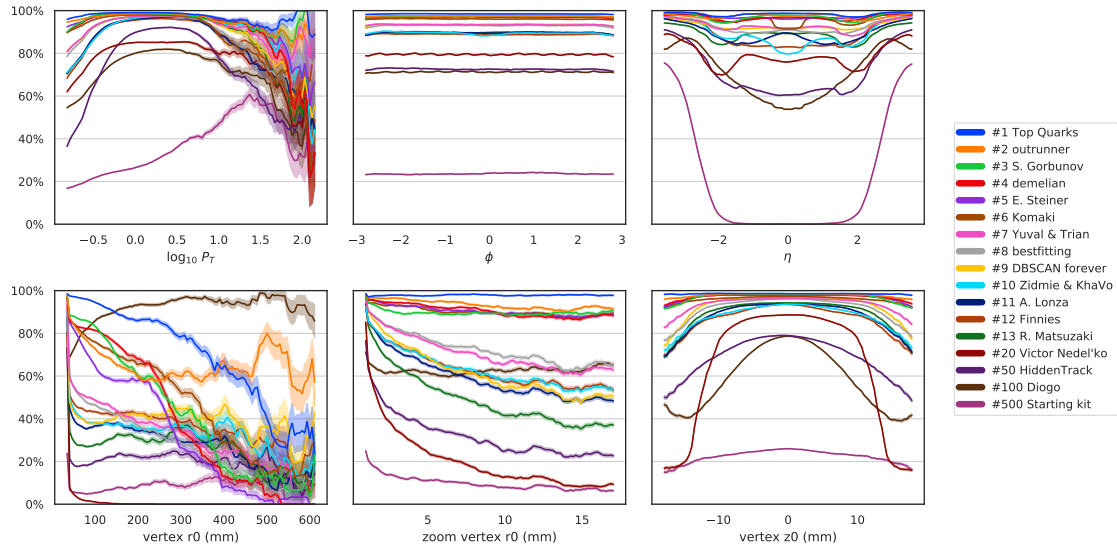 100%
80%
60%
40%
20%
0%
−0.5 0.0 0.5 1.0 1.5 2.0
log10 PT
−3 −2 −1 0 1 2 3
ϕ
−2 0 2
η
#1 Top Quarks
#2 outrunner
#3 S. Gorbunov
#4 demelian
#5 E. Steiner
#6 Komaki
#7 Yuval & Trian
#8 bestfitting
#9 DBSCAN forever
#10 Zidmie & KhaVo
#11 A. Lonza
#12 Finnies
#13 R. Matsuzaki
#20 Victor Nedel'ko
#50 HiddenTrack
#100 Diogo
#500 Starting kit
100%
80%
60%
40%
20%
0%
100 200 300 400 500 600
vertex r0 (mm)
5 10 15
zoom vertex r0 (mm)
−10 0 10
vertex z0 (mm)